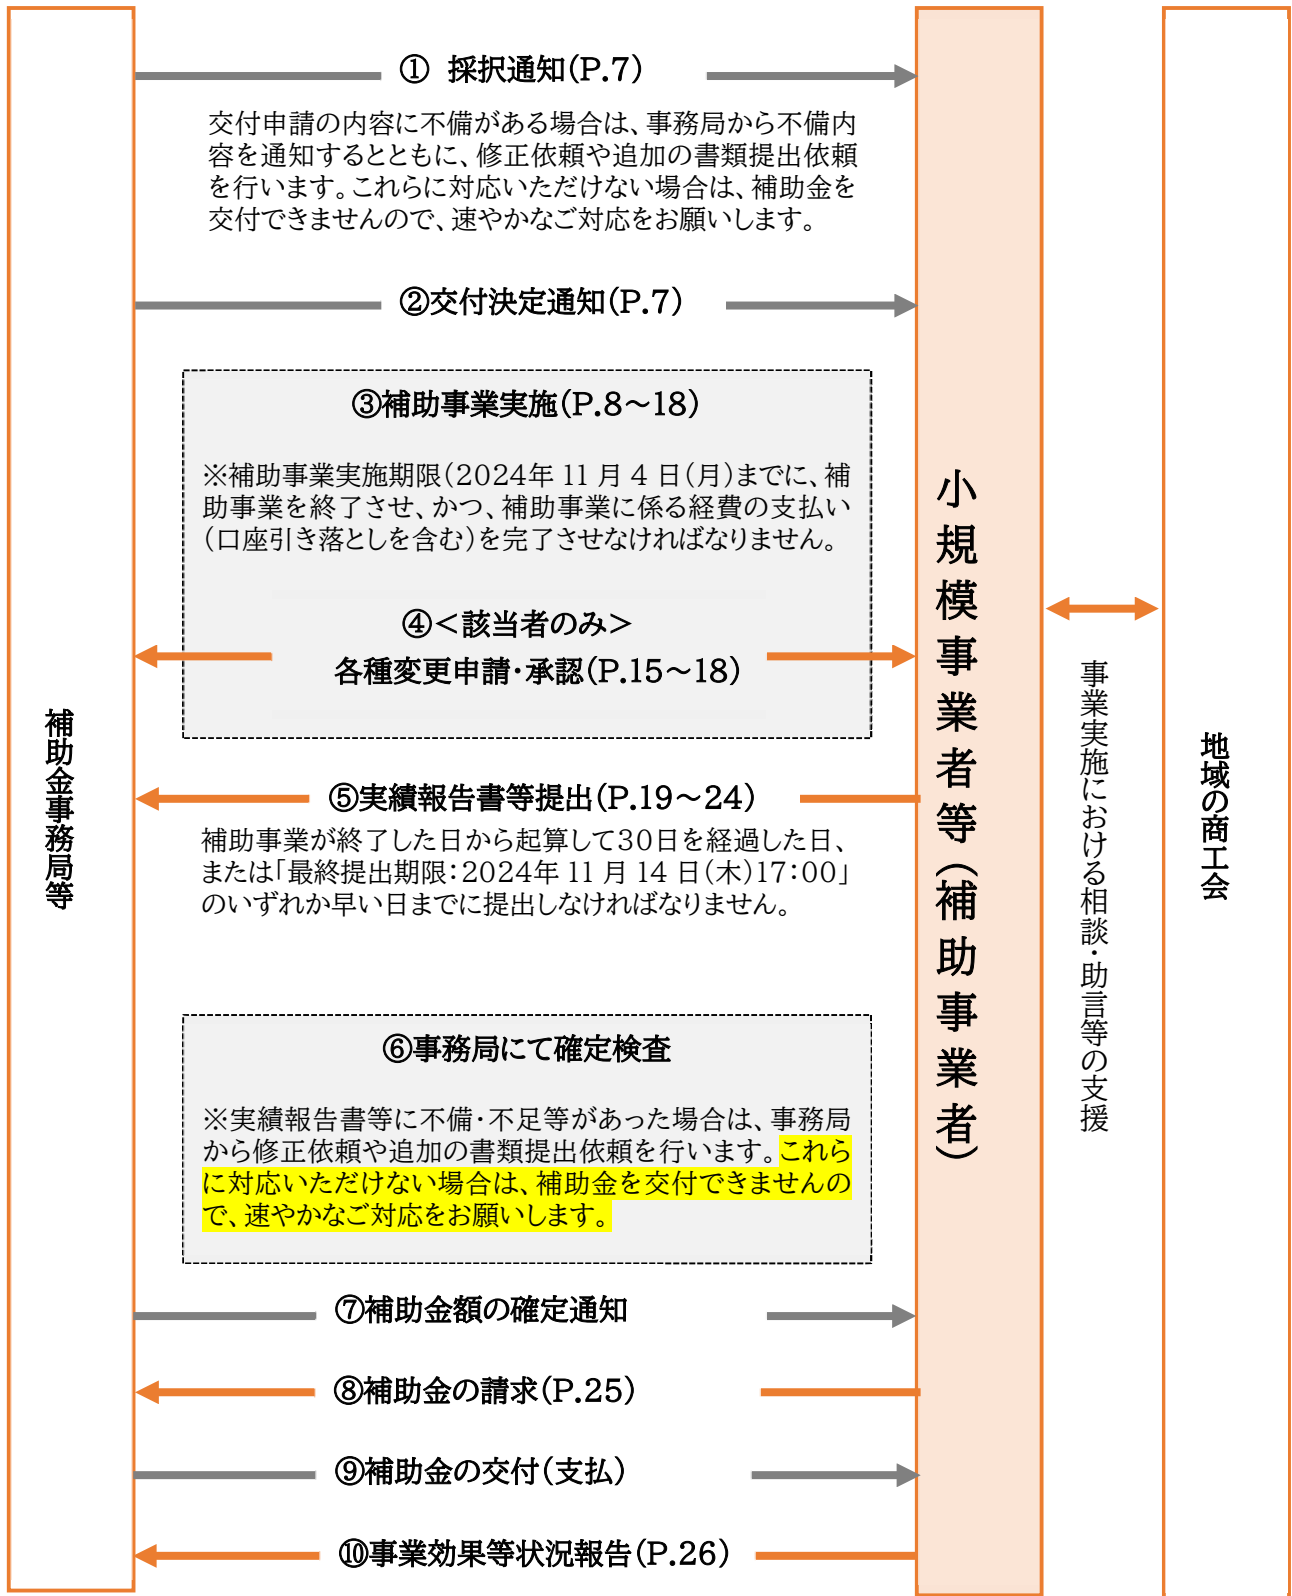 ① 採択通知(P.7)
交付申請の内容に不備がある場合は、事務局から不備内
容を通知するとともに、修正依頼や追加の書類提出依頼
を行います。これらに対応いただけない場合は、補助金を
交付できませんので、速やかなご対応をお願いします。
②交付決定通知(P.7)
③補助事業実施(P.8～18)
※補助事業実施期限(2024年 11 月 4 日(月)までに、補
助事業を終了させ、かつ、補助事業に係る経費の支払い
(口座引き落としを含む)を完了させなければなりません。
④<該当者のみ>
各種変更申請・承認(P.15～18)
⑤実績報告書等提出(P.19～24)
補助事業が終了した日から起算して30日を経過した日、
または「最終提出期限:2024年 11 月 14 日(木)17:00」
のいずれか早い日までに提出しなければなりません。
⑥事務局にて確定検査
※実績報告書等に不備・不足等があった場合は、事務局
から修正依頼や追加の書類提出依頼を行います。これら
に対応いただけない場合は、補助金を交付できませんの
で、速やかなご対応をお願いします。
⑦補助金額の確定通知
⑧補助金の請求(P.25)
⑨補助金の交付(支払)
⑩事業効果等状況報告(P.26)
補助金事務局等
小規模事業者等(補助事業者)
事業実施における相談・助言等の支援
地域の商工会